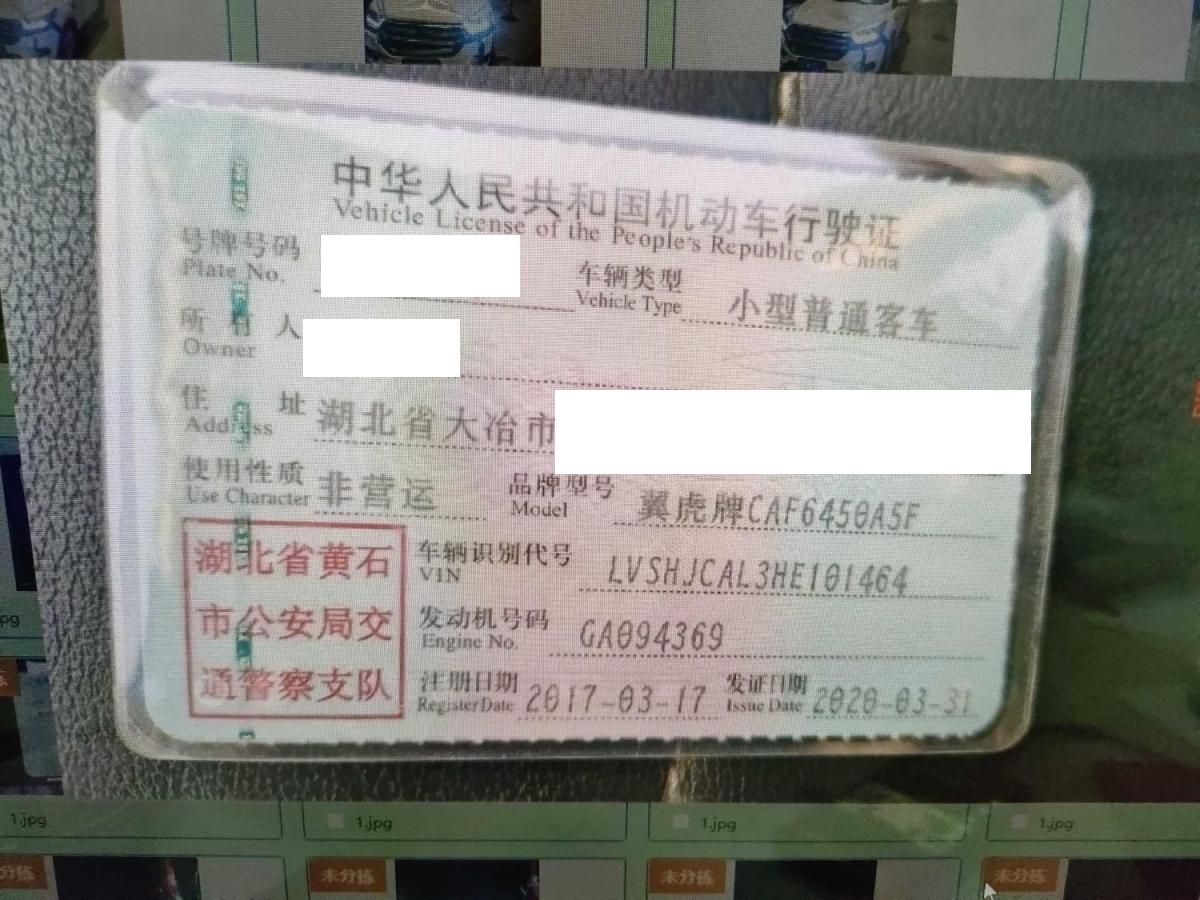 中华人民共和国机动车行驶证
Vehicle License of the People's Republic of China
号牌号码
Plate No.
车辆类型 小型普通客车
Vehicle Type
所有人
Owner
住址 湖北省大冶市
Address
使用性质 非营运
Use Character
品牌型号 翼虎牌CAF6450A5F
Model
湖北省黄石
市公安局交
通警察支队
车辆识别代号 LVSHJCAL3HE101464
VIN
发动机号码 GA094369
Engine No.
注册日期 2017-03-17
Register Date
发证日期 2020-03-31
Issue Date
pg
1.jpg
1.jpg
1.jpg
1.jpg
未分拣
未分拣
未分拣